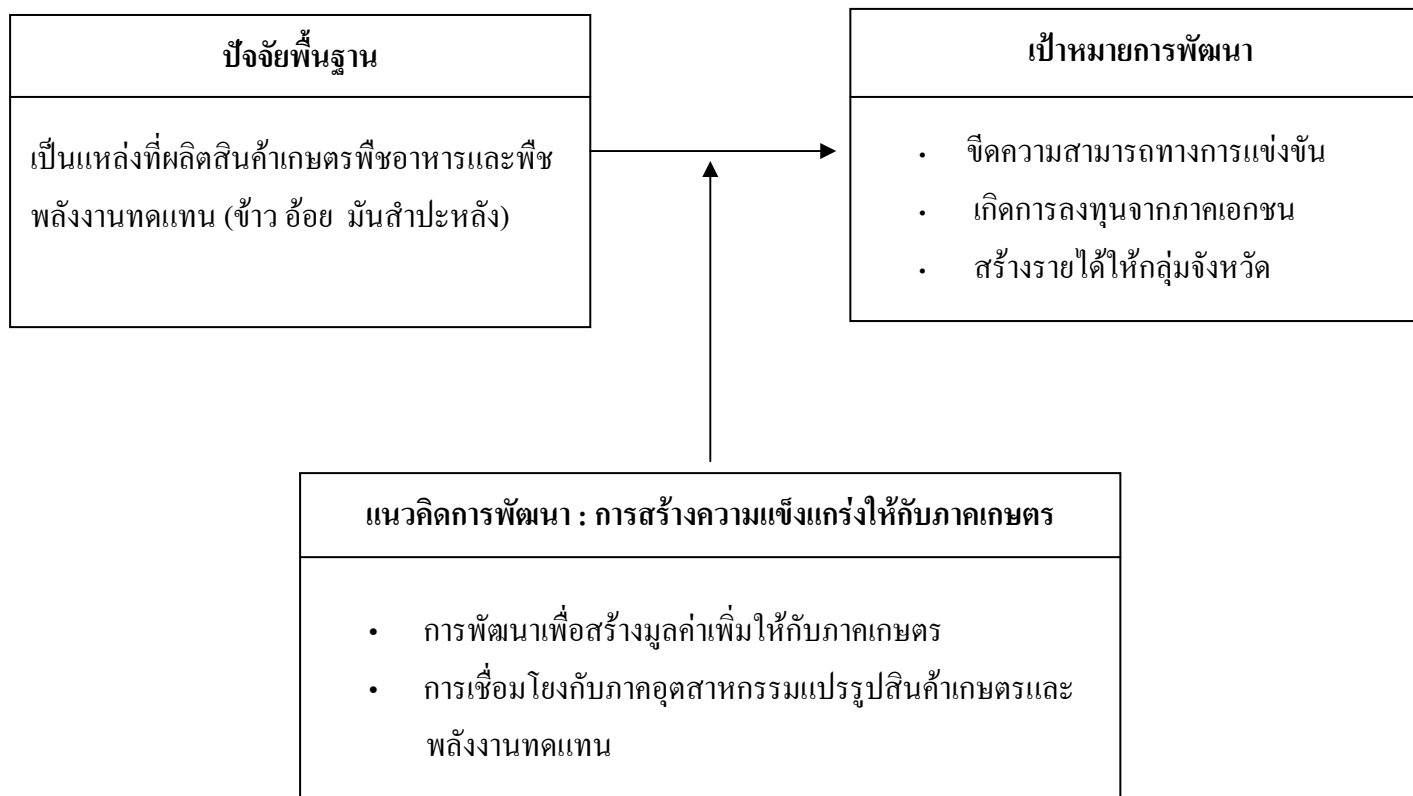 ปัจจัยพื้นฐาน
เป็นแหล่งที่ผลิตสินค้าเกษตรพืชอาหารและพืช
พลังงานทดแทน (ข้าว อ้อย มันสำปะหลัง)
เป้าหมายการพัฒนา
• ขีดความสามารถทางการแข่งขัน
• เกิดการลงทุนจากภาคเอกชน
• สร้างรายได้ให้กลุ่มจังหวัด
แนวคิดการพัฒนา : การสร้างความแข็งแกร่งให้กับภาคเกษตร
• การพัฒนาเพื่อสร้างมูลค่าเพิ่มให้กับภาคเกษตร
• การเชื่อมโยงกับภาคอุตสาหกรรมแปรรูปสินค้าเกษตรและ
พลังงานทดแทน